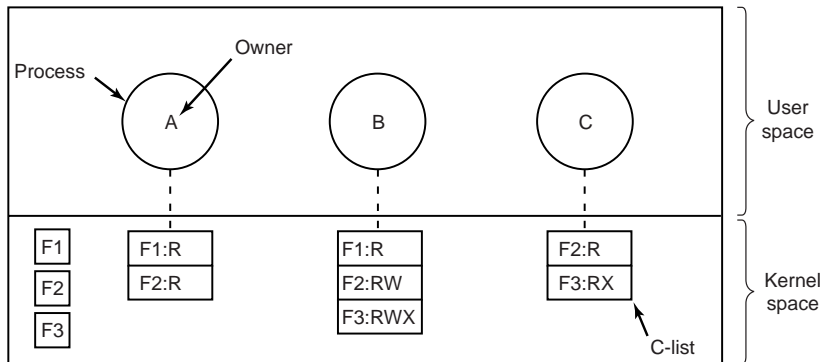 Owner
Process
A
B
C
User
space
F1
F2
F3
F1:R
F2:R
F1:R
F2:RW
F3:RWX
F2:R
F3:RX
C-list
Kernel
space